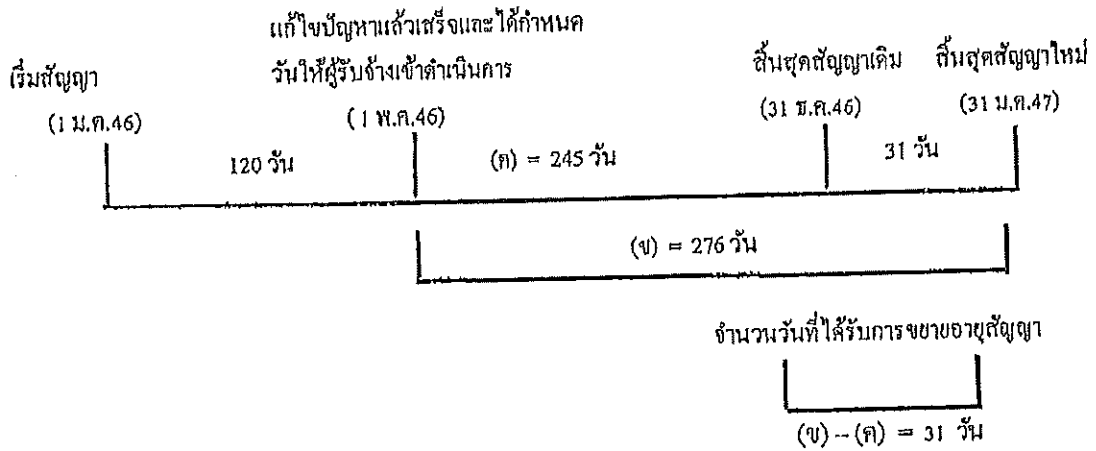 แก้ไขปัญหาแล้วเสร็จและได้กำหนด
วันให้ผู้รับจ้างเข้าดำเนินการ
เริ่มสัญญา
สิ้นสุดสัญญาเดิม
สิ้นสุดสัญญาใหม่
(1 ม.ค.46)
(1 พ.ค.46)
(31 ธ.ค.46)
(31 ม.ค.47)
120 วัน
(ค) = 245 วัน
31 วัน
(ข) = 276 วัน
จำนวนวันที่ได้รับการขยายอายุสัญญา
(ข) -- (ค) = 31 วัน